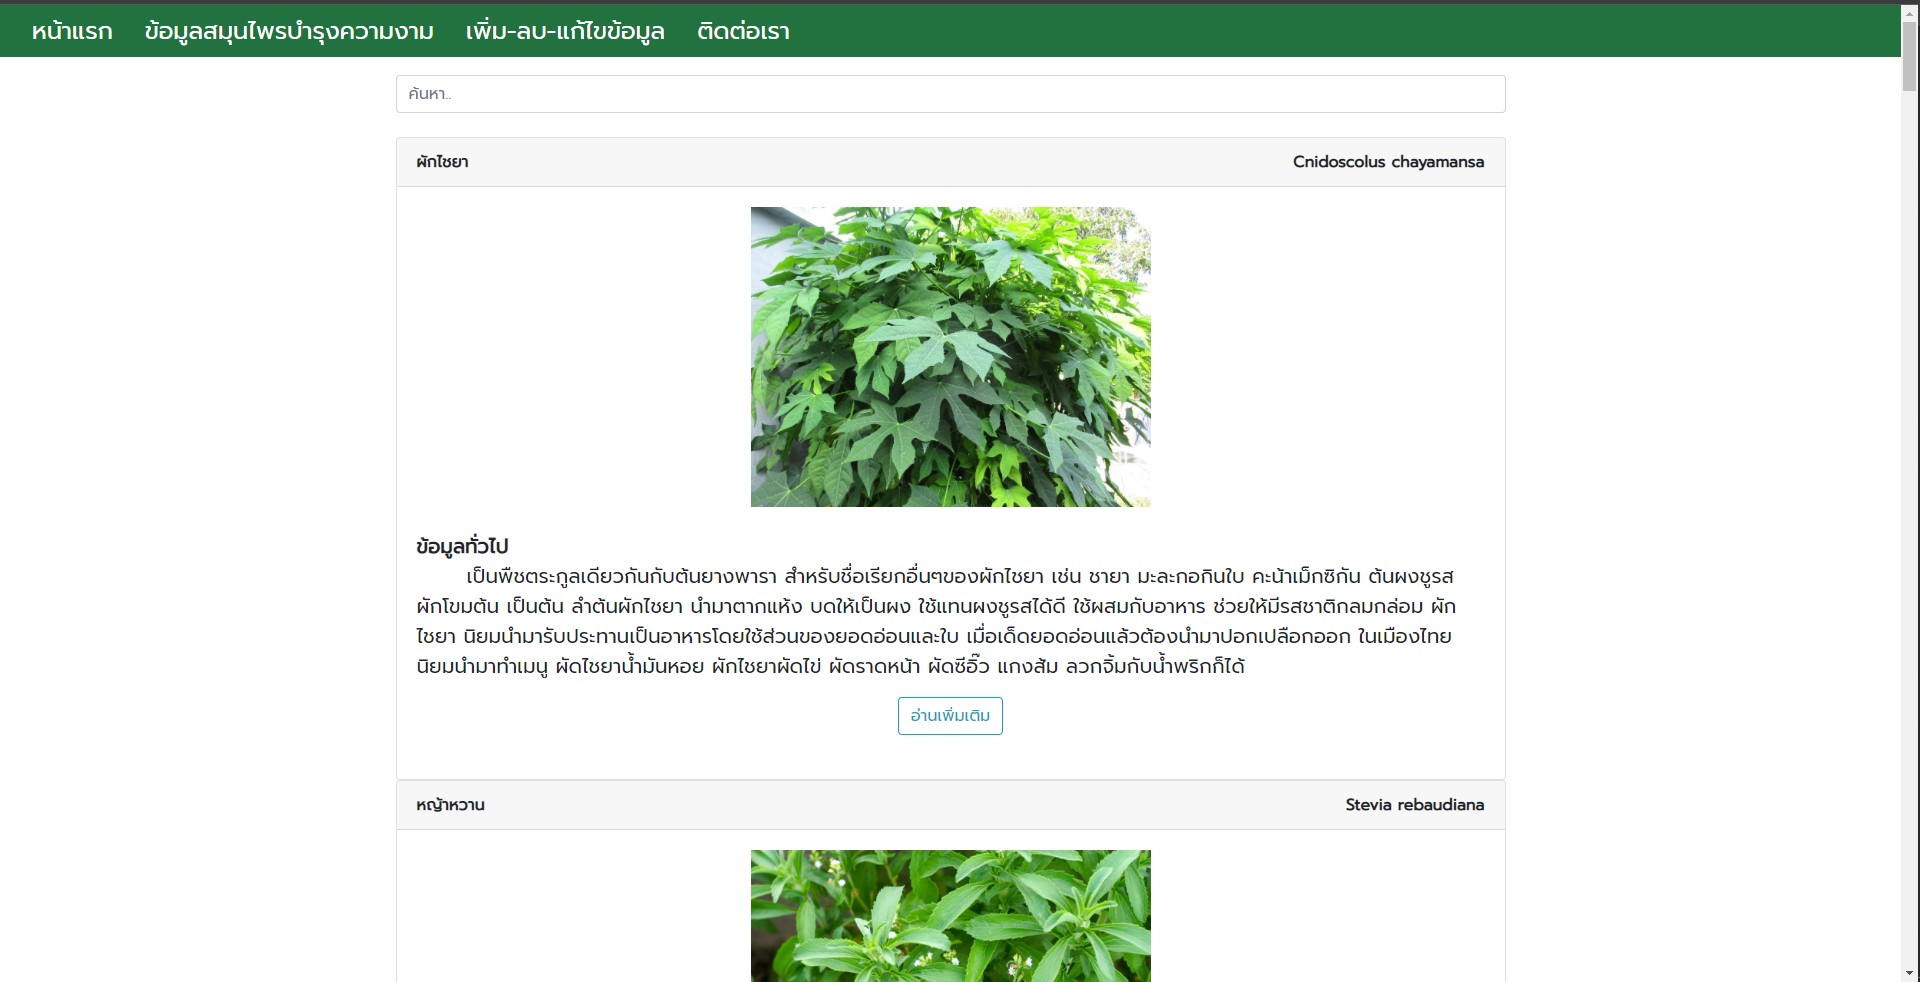 หน้าแรก ข้อมูลสมุนไพรบำรุงความงาม เพิ่ม-ลบ-แก้ไขข้อมูล ติดต่อเรา
ค้นหา..
ผักไชยา Cnidoscolus chayamansa
ข้อมูลทั่วไป
เป็นพืชตระกูลเดียวกันกับต้นยางพารา สำหรับชื่อเรียกอื่นๆของผักไชยา เช่น ชายา มะละกอกินใบ คะน้าเม็กซิกัน ต้นผงชูรส
ผักโขมต้น เป็นต้น ลำต้นผักไชยา นำมาตากแห้ง บดให้เป็นผง ใช้แทนผงชูรสได้ดี ใช้ผสมกับอาหาร ช่วยให้มีรสชาติกลมกล่อม ผัก
ไชยา นิยมนำมารับประทานเป็นอาหารโดยใช้ส่วนของยอดอ่อนและใบ เมื่อเด็ดยอดอ่อนแล้วต้องนำมาปอกเปลือกออก ในเมืองไทย
นิยมนำมาทำเมนู ผัดไชยาน้ำมันหอย ผักไชยาผัดไข่ ผัดราดหน้า ผัดซีอิ๊ว แกงส้ม ลวกจิ้มกับน้ำพริกก็ได้
อ่านเพิ่มเติม
หญ้าหวาน Stevia rebaudiana